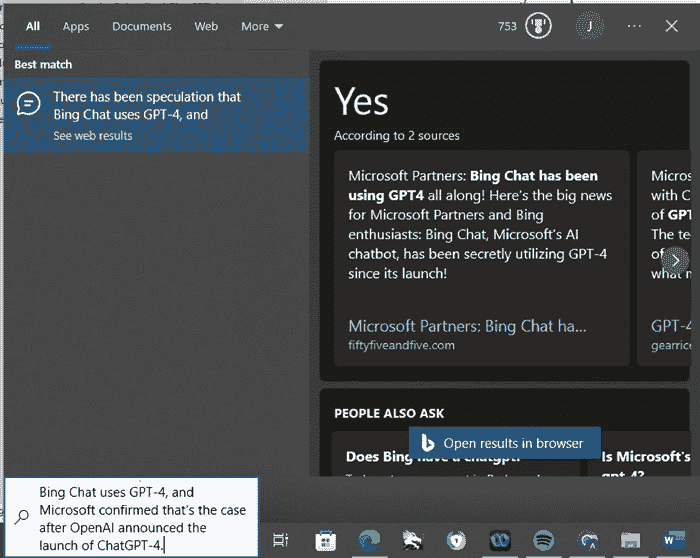 All Apps Documents Web More 753 J
Best match
There has been speculation that
Bing Chat uses GPT-4, and
See web results
Yes
According to 2 sources
Microsoft Partners: Bing Chat has been
using GPT4 all along! Here's the big news
for Microsoft Partners and Bing
enthusiasts: Bing Chat, Microsoft's AI
chatbot, has been secretly utilizing GPT-4
since its launch!
Microsoft Partners: Bing Chat ha...
fiftyfiveandfive.com
with C
of GPT
The te
of
what n
GPT-4
gearrice
PEOPLE ALSO ASK
Open results in browser
Does Bing have a chatgpt?
Is Microsoft's
gpt-4?
Bing Chat uses GPT-4, and
Microsoft confirmed that's the case
after OpenAI announced the
launch of ChatGPT-4.